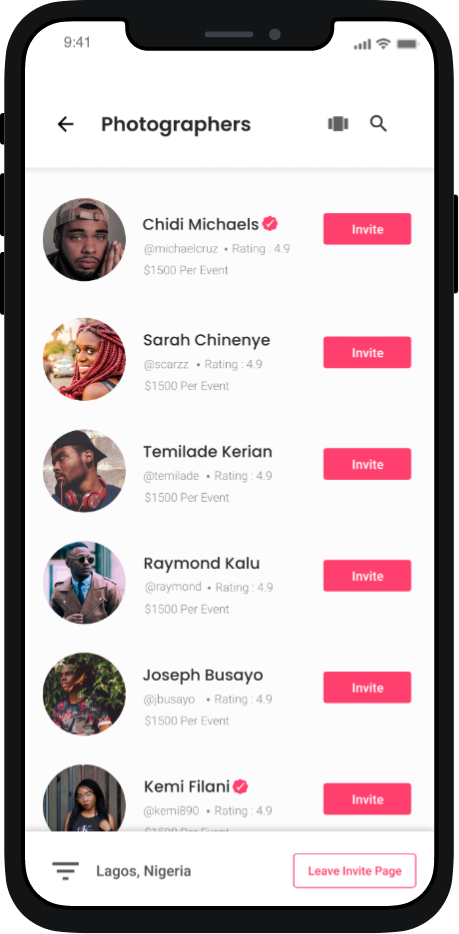 9:41
Photographers
Chidi Michaels
@michaelcruz • Rating : 4.9
$1500 Per Event
Invite
Sarah Chinenye
@scarzz • Rating : 4.9
$1500 Per Event
Invite
Temilade Kerian
@temilade • Rating : 4.9
$1500 Per Event
Invite
Raymond Kalu
@raymond • Rating : 4.9
$1500 Per Event
Invite
Joseph Busayo
@jbusayo • Rating : 4.9
$1500 Per Event
Invite
Kemi Filani
@kemi890 • Rating : 4.9
$1500 Per Event
Invite
Lagos, Nigeria
Leave Invite Page